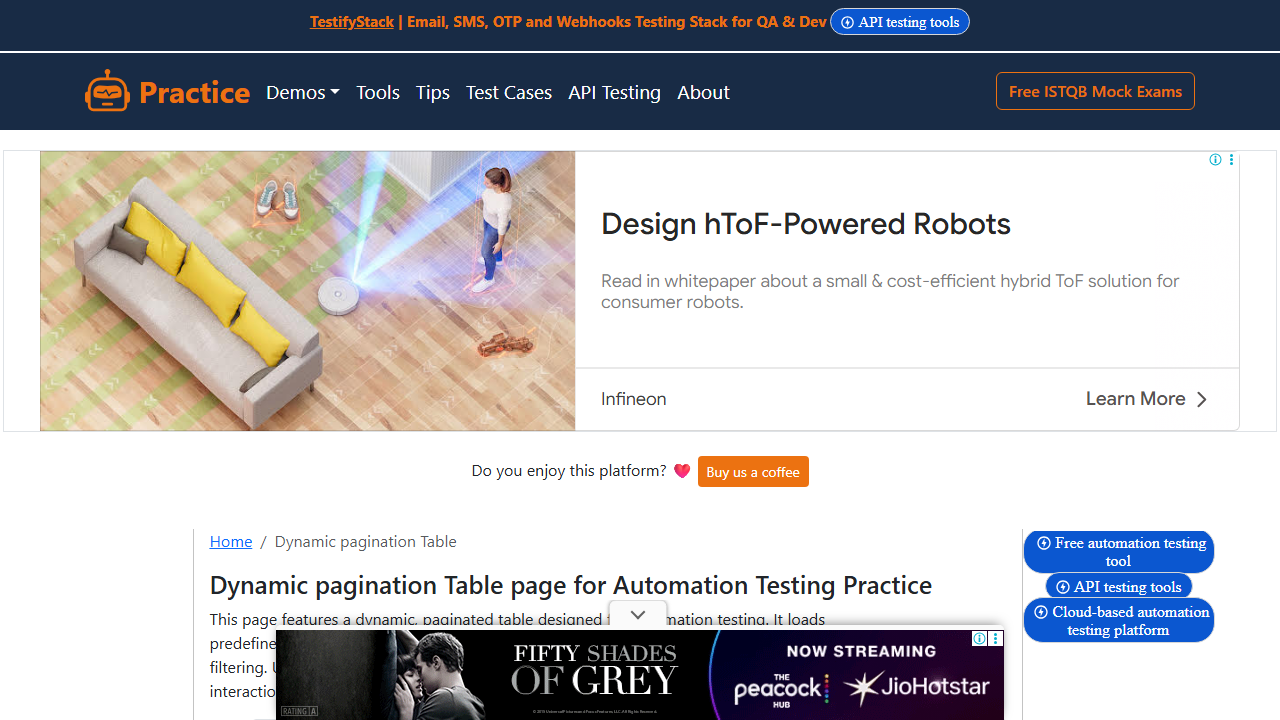 TestifyStack | Email, SMS, OTP and Webhooks Testing Stack for QA & Dev API testing tools
Practice Demos Tools Tips Test Cases API Testing About Free ISTQB Mock Exams
Design hToF-Powered Robots
Read in whitepaper about a small & cost-efficient hybrid ToF solution for
consumer robots.
Infineon Learn More
Do you enjoy this platform? Buy us a coffee
Home / Dynamic pagination Table
Dynamic pagination Table page for Automation Testing Practice
This page features a dynamic, paginated table designed
mation testing. It loads
predefine
filtering.
interactio
Free automation testing
tool
API testing tools
Cloud-based automation
testing platform
FIFTY SHADES
OF GREY
RATING A
NOW STREAMING
THE
peacock
HUB
JioHotstar